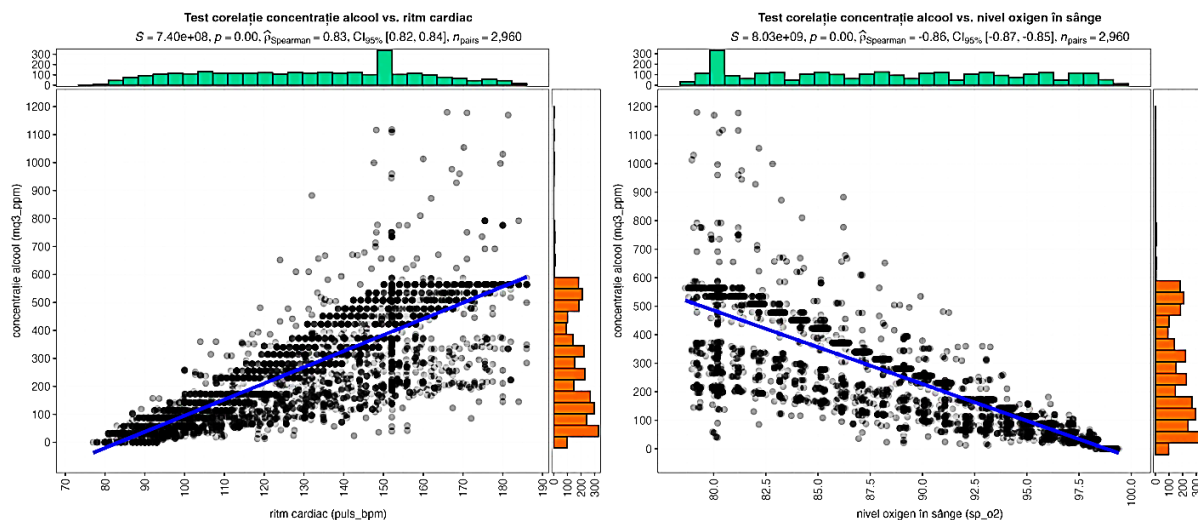 Test corelație concentrație alcool vs. ritm cardiac
S = 7.40e+08, p = 0.00, ρ̂Spearman = 0.83, CI95% [0.82, 0.84], npairs = 2,960
300
200
100
0
1200
1100
1000
900
800
700
600
500
400
300
200
100
0
concentrație alcool (mq3_ppm)
70 80 90 100 110 120 130 140 150 160 170 180 190
0 100 200 300
ritm cardiac (puls_bpm)
Test corelație concentrație alcool vs. nivel oxigen în sânge
S = 8.03e+09, p = 0.00, ρ̂Spearman = -0.86, CI95% [-0.87, -0.85], npairs = 2,960
300
200
100
0
1200
1100
1000
900
800
700
600
500
400
300
200
100
0
concentrație alcool (mq3_ppm)
80.0 82.5 85.0 87.5 90.0 92.5 95.0 97.5 100.0
0 100 200 300
nivel oxigen în sânge (sp_o2)